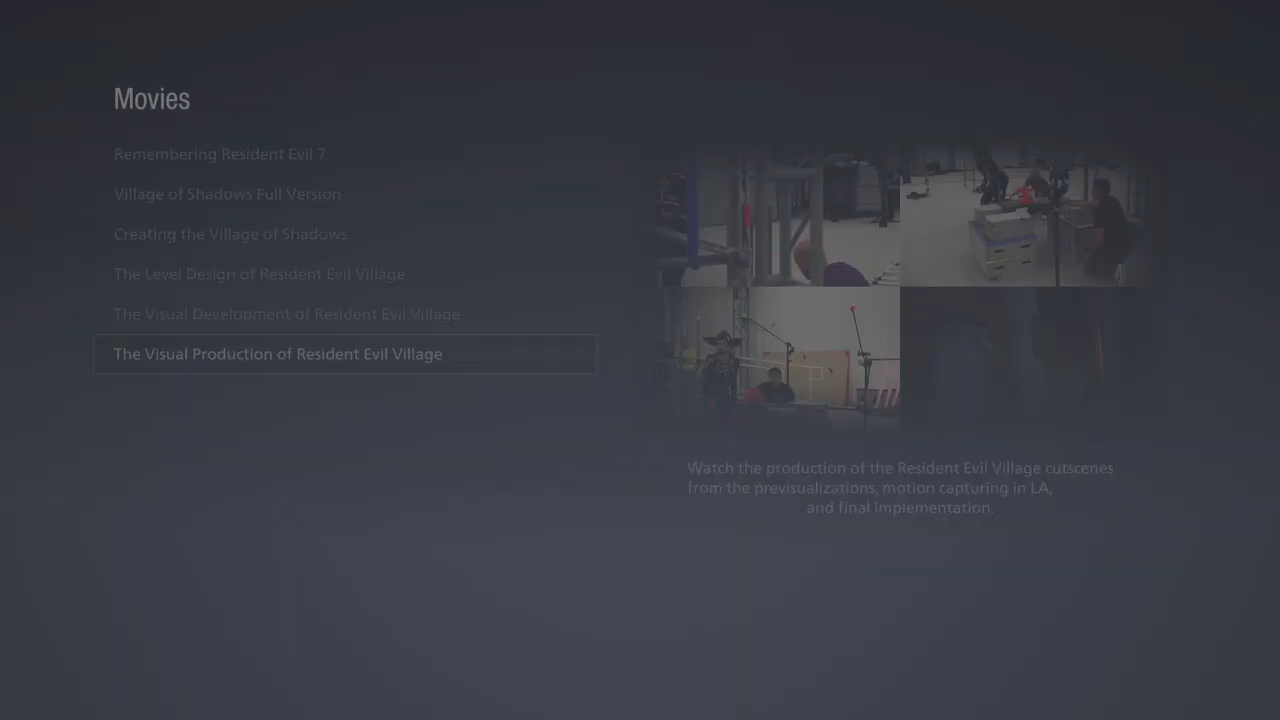 Movies
Remembering Resident Evil 7
Village of Shadows Full Version
Creating the Village of Shadows
The Level Design of Resident Evil Village
The Visual Development of Resident Evil Village
The Visual Production of Resident Evil Village
Watch the production of the Resident Evil Village cutscenes
from the previsualizations, motion capturing in LA,
and final implementation.